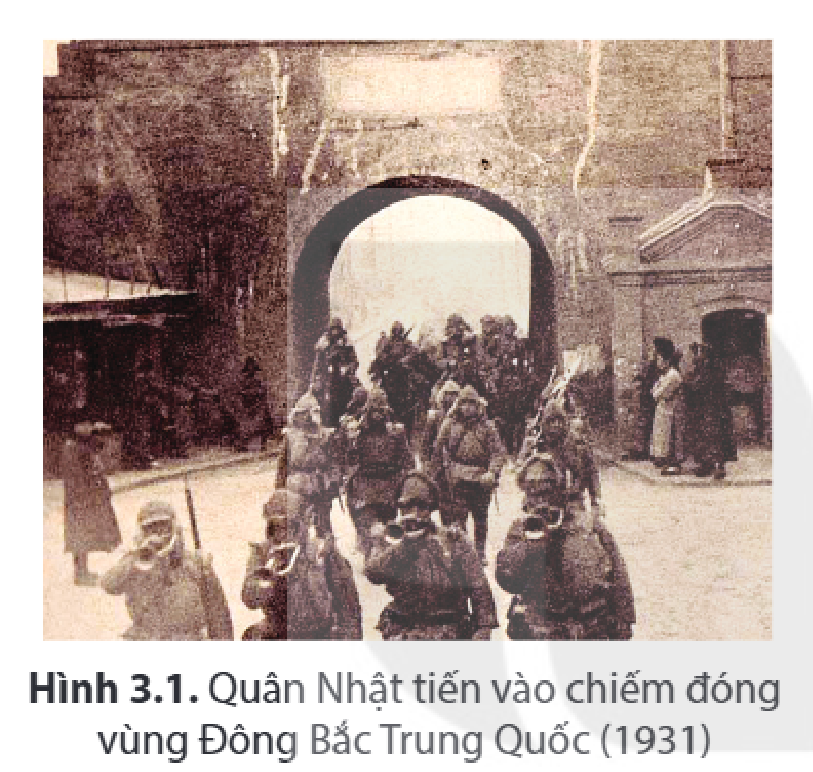 Hình 3.1. Quân Nhật tiến vào chiếm đóng
vùng Đông Bắc Trung Quốc (1931)